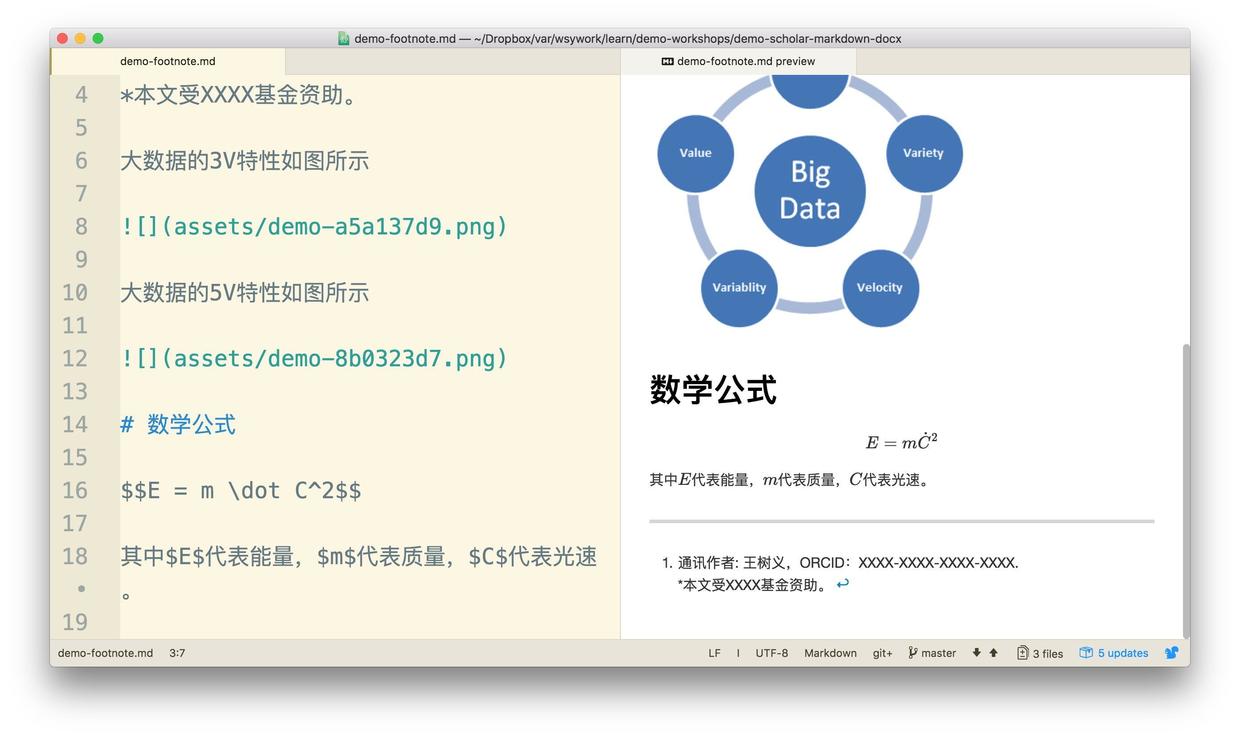 demo-footnote.md — ~/Dropbox/var/wsywork/learn/demo-workshops/demo-scholar-markdown-docx
demo-footnote.md
demo-footnote.md preview
4 *本文受XXXX基金资助。
5
6 大数据的3V特性如图所示
7
8 ![](assets/demo-a5a137d9.png)
9
10 大数据的5V特性如图所示
11
12 ![](assets/demo-8b0323d7.png)
13
14 # 数学公式
15
16 $$E = m \dot C^2$$
17
18 其中$E$代表能量，$m$代表质量，$C$代表光速
• 。
19
Value
Variety
Big
Data
Variablity
Velocity
数学公式
E = mĊ²
其中E代表能量，m代表质量，C代表光速。
1. 通讯作者: 王树义，ORCID：XXXX-XXXX-XXXX-XXXX.
*本文受XXXX基金资助。 ↩
demo-footnote.md 3:7
LF I UTF-8 Markdown git+ master 3 files 5 updates